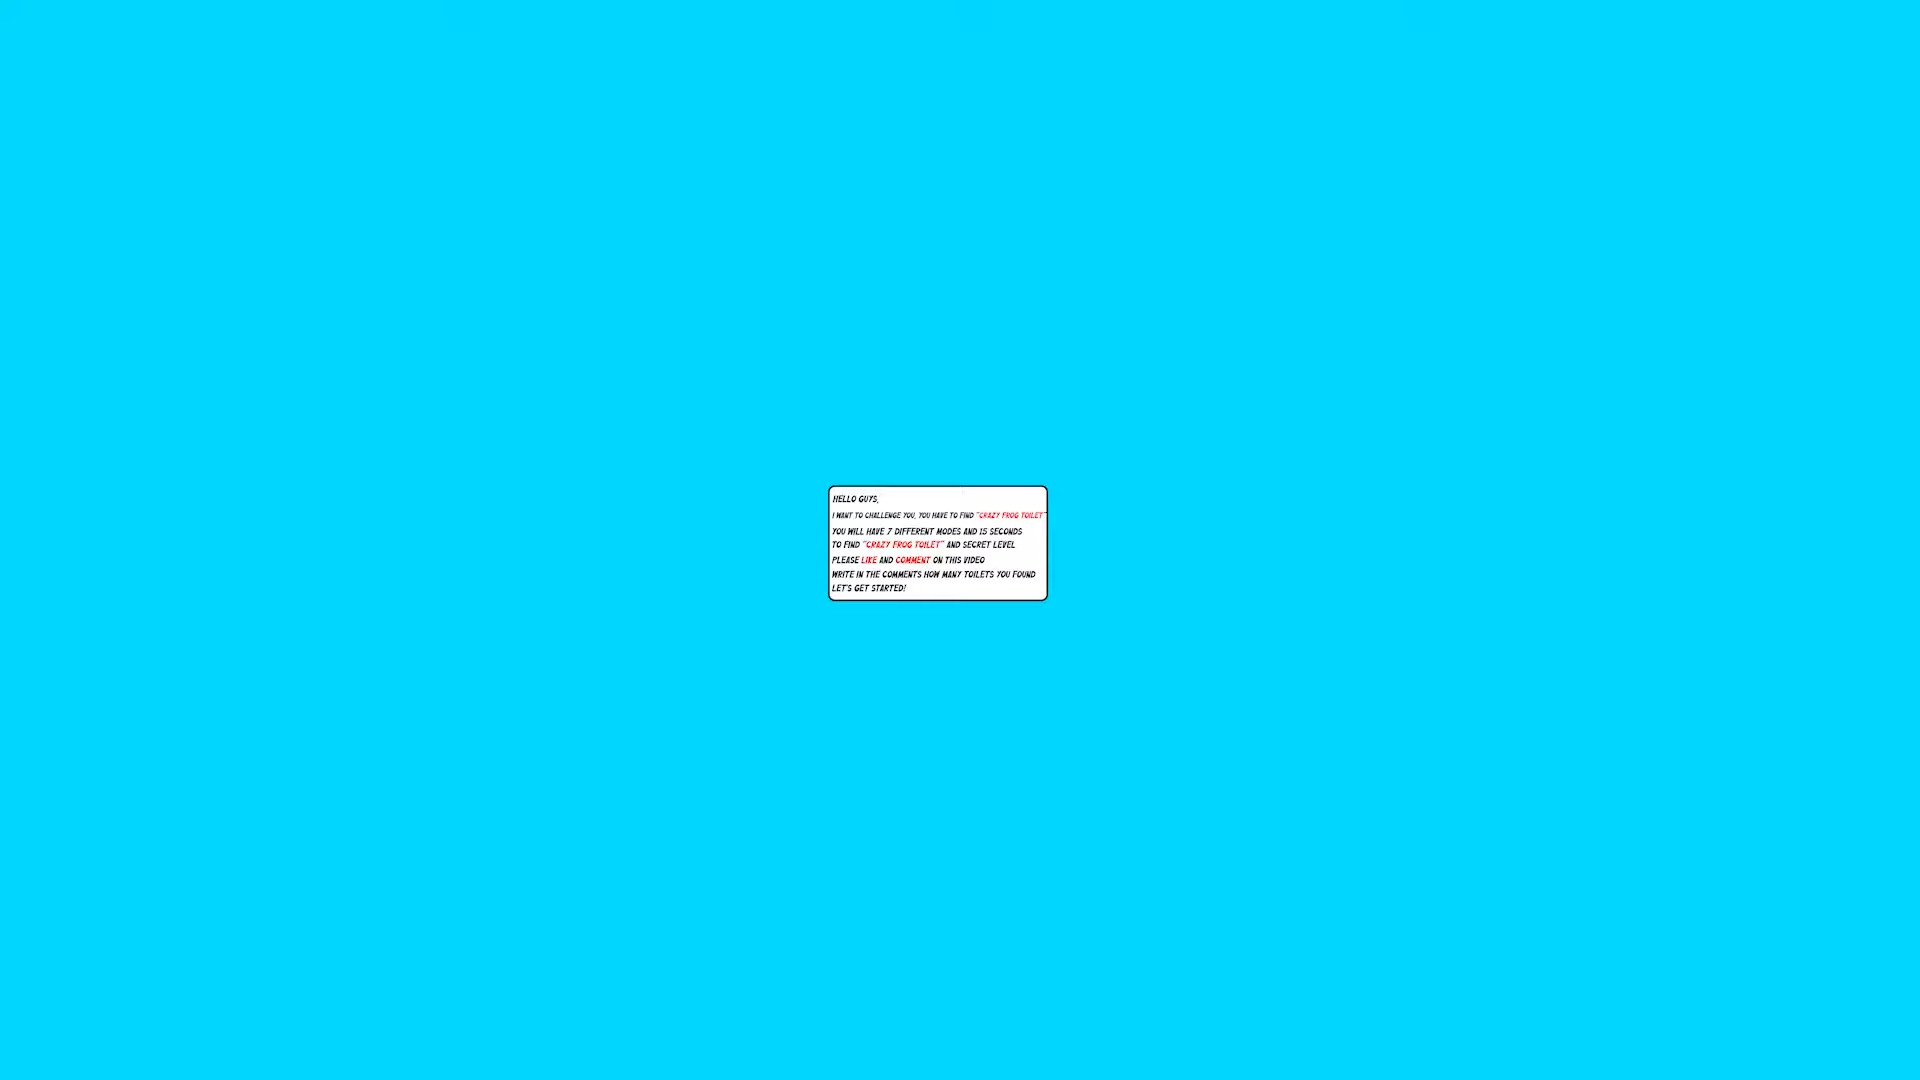 HELLO GUYS,
I WANT TO CHALLENGE YOU, YOU HAVE TO FIND "CRAZY FROG TOILET"
YOU WILL HAVE 7 DIFFERENT MODES AND 15 SECONDS
TO FIND "CRAZY FROG TOILET" AND SECRET LEVEL
PLEASE LIKE AND COMMENT ON THIS VIDEO
WRITE IN THE COMMENTS HOW MANY TOILETS YOU FOUND
LET'S GET STARTED!